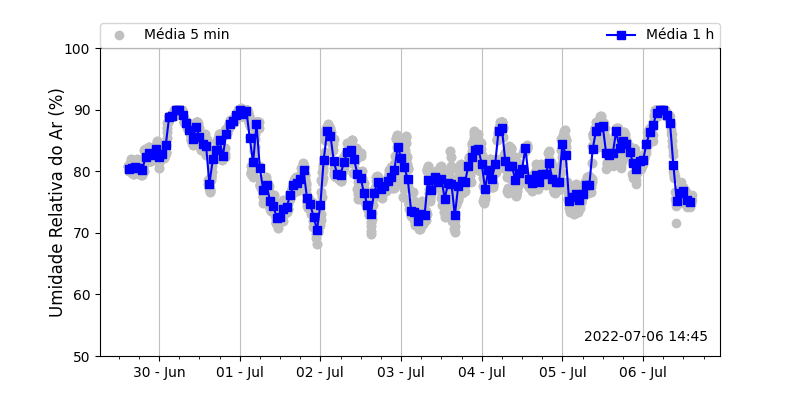 Média 5 min
Média 1 h
Umidade Relativa do Ar (%)
100
90
80
70
60
50
2022-07-06 14:45
30 - Jun
01 - Jul
02 - Jul
03 - Jul
04 - Jul
05 - Jul
06 - Jul